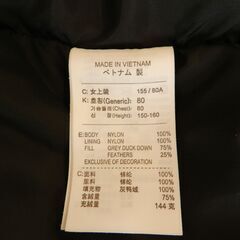 MADE IN VIETNAM
ベトナム 製
C: 女上装 155 / 80A
K: 호칭(Generic): 80
가슴둘레(Chest): 80
신 장(Height): 150-160
E: BODY NYLON 100%
LINING NYLON 100%
FILL GREY DUCK DOWN 75%
FEATHERS 25%
EXCLUSIVE OF DECORATION
C: 面料 锦纶 100%
里料 锦纶 100%
填充物 灰鸭绒
含绒量 75%
充绒量 144 克